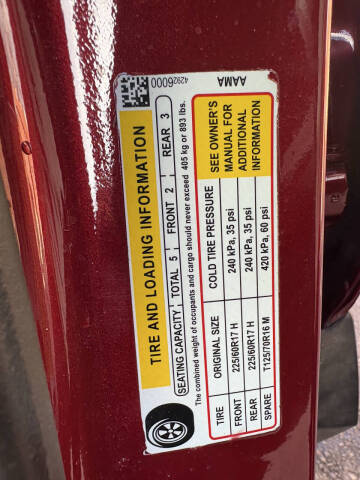 TIRE AND LOADING INFORMATION
SEATING CAPACITY TOTAL 5 FRONT 2 REAR 3
The combined weight of occupants and cargo should never exceed 405 kg or 893 lbs.
TIRE ORIGINAL SIZE COLD TIRE PRESSURE
FRONT 225/60R17 H 240 kPa, 35 psi
REAR 225/60R17 H 240 kPa, 35 psi
SPARE T125/70R16 M 420 kPa, 60 psi
SEE OWNER'S
MANUAL FOR
ADDITIONAL
INFORMATION
42926000
AAMA